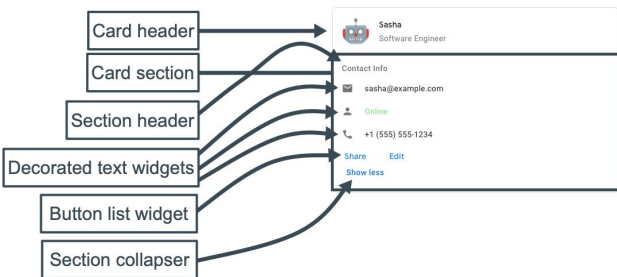 Card header
Card section
Section header
Decorated text widgets
Button list widget
Section collapser
Sasha
Software Engineer
Contact Info
sasha@example.com
Online
+1 (555) 555-1234
Share Edit
Show less